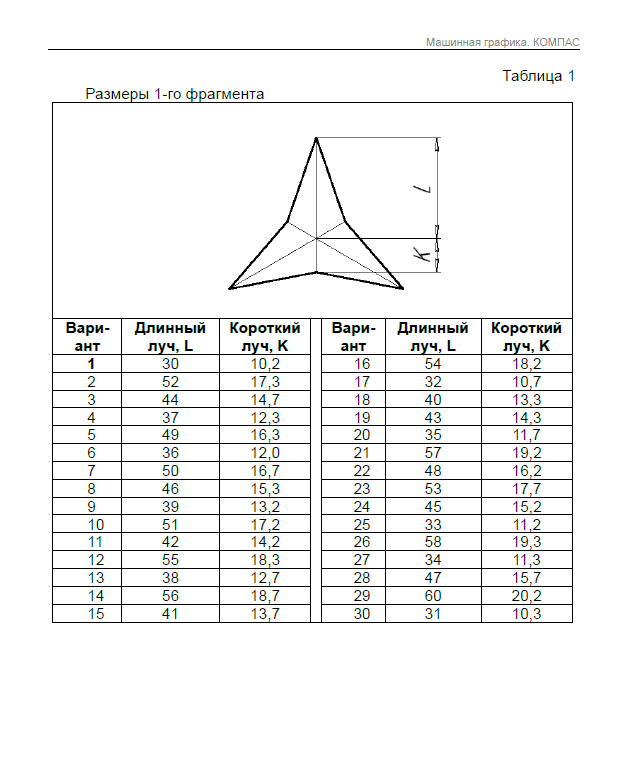 Машинная графика. КОМПАС
Таблица 1
Размеры 1-го фрагмента
L
K
Вари- Длинный Короткий Вари- Длинный Короткий
ант луч, L луч, K ант луч, L луч, K
1 30 10,2 16 54 18,2
2 52 17,3 17 32 10,7
3 44 14,7 18 40 13,3
4 37 12,3 19 43 14,3
5 49 16,3 20 35 11,7
6 36 12,0 21 57 19,2
7 50 16,7 22 48 16,2
8 46 15,3 23 53 17,7
9 39 13,2 24 45 15,2
10 51 17,2 25 33 11,2
11 42 14,2 26 58 19,3
12 55 18,3 27 34 11,3
13 38 12,7 28 47 15,7
14 56 18,7 29 60 20,2
15 41 13,7 30 31 10,3